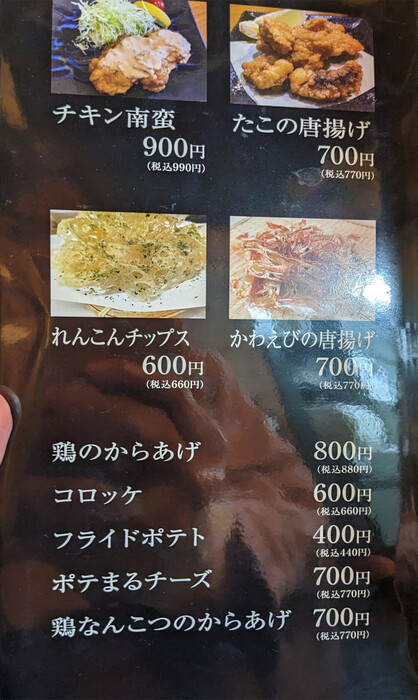 チキン南蛮
900円
(税込990円)
たこの唐揚げ
700円
(税込770円)
れんこんチップス
600円
(税込660円)
かわえびの唐揚げ
700円
(税込770円)
鶏のからあげ 800円
(税込880円)
コロッケ 600円
(税込660円)
フライドポテト 400円
(税込440円)
ポテまるチーズ 700円
(税込770円)
鶏なんこつのからあげ 700円
(税込770円)